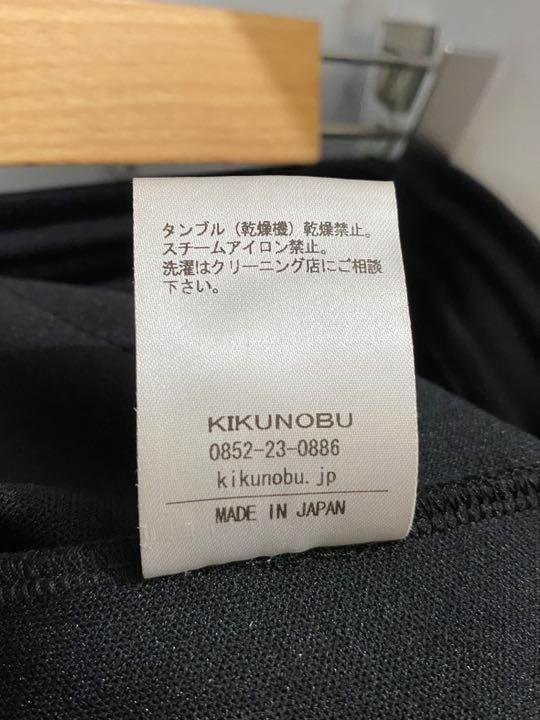 タンブル（乾燥機）乾燥禁止。
スチームアイロン禁止。
洗濯はクリーニング店にご相談
下さい。
KIKUNOBU
0852-23-0886
kikunobu.jp
MADE IN JAPAN